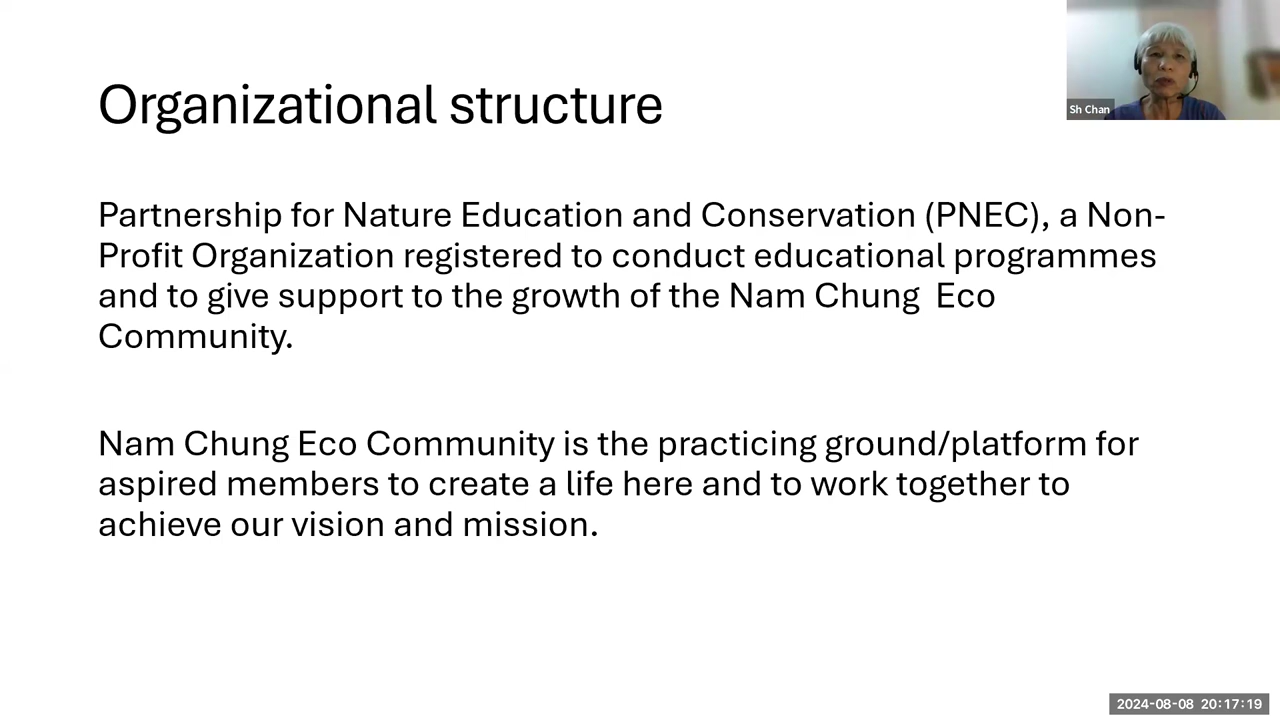 Organizational structure
Sh Chan
Partnership for Nature Education and Conservation (PNEC), a Non-
Profit Organization registered to conduct educational programmes
and to give support to the growth of the Nam Chung  Eco
Community.
Nam Chung Eco Community is the practicing ground/platform for
aspired members to create a life here and to work together to
achieve our vision and mission.
2024-08-08 20:17:19